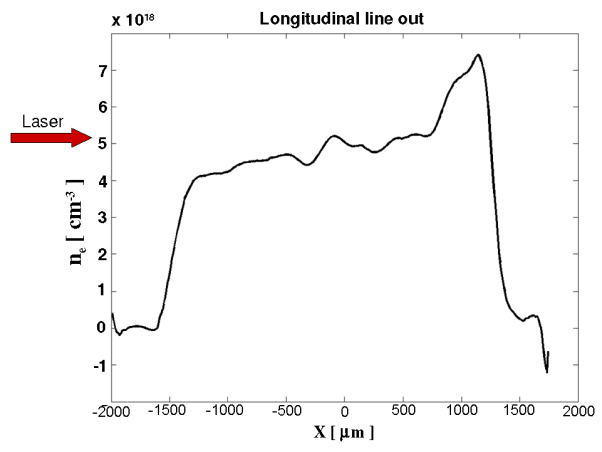 x 10¹⁸
Longitudinal line out
7
6
Laser
5
4
3
2
1
0
-1
nₑ [ cm⁻³ ]
-2000 -1500 -1000 -500 0 500 1000 1500 2000
X [ μm ]